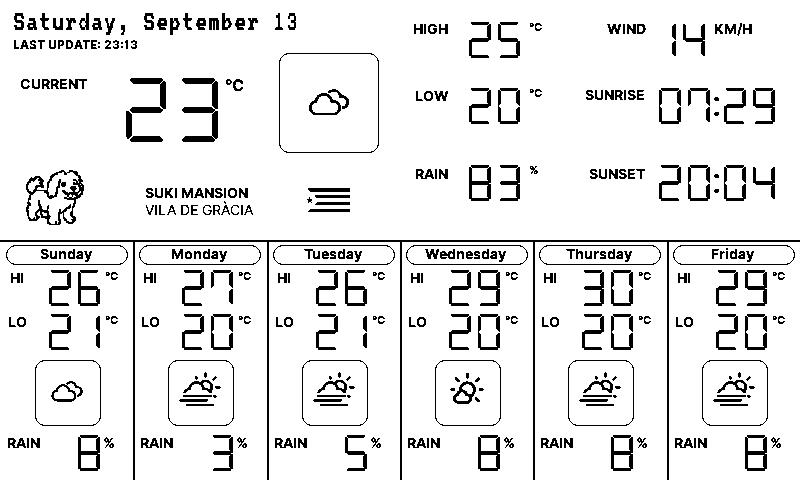 Saturday, September 13
LAST UPDATE: 23:13
CURRENT 23 °C
SUKI MANSION
VILA DE GRÀCIA
HIGH 25 °C
LOW 20 °C
RAIN 83 %
WIND 14 KM/H
SUNRISE 07:29
SUNSET 20:04
Sunday
HI 26 °C
LO 21 °C
RAIN 8 %
Monday
HI 27 °C
LO 20 °C
RAIN 3 %
Tuesday
HI 26 °C
LO 21 °C
RAIN 5 %
Wednesday
HI 29 °C
LO 20 °C
RAIN 8 %
Thursday
HI 30 °C
LO 20 °C
RAIN 8 %
Friday
HI 29 °C
LO 20 °C
RAIN 8 %